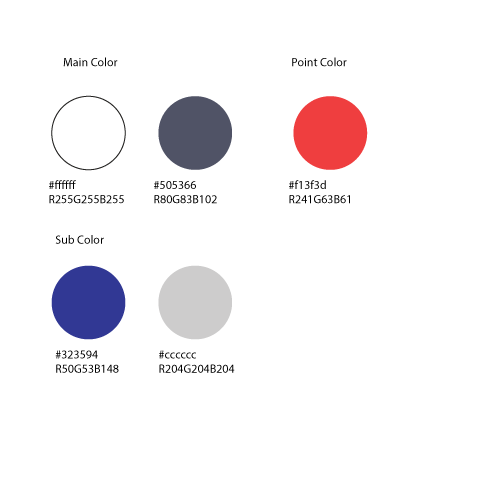 Main Color
Point Color
#ffffff
R255G255B255
#505366
R80G83B102
#f13f3d
R241G63B61
Sub Color
#323594
R50G53B148
#cccccc
R204G204B204